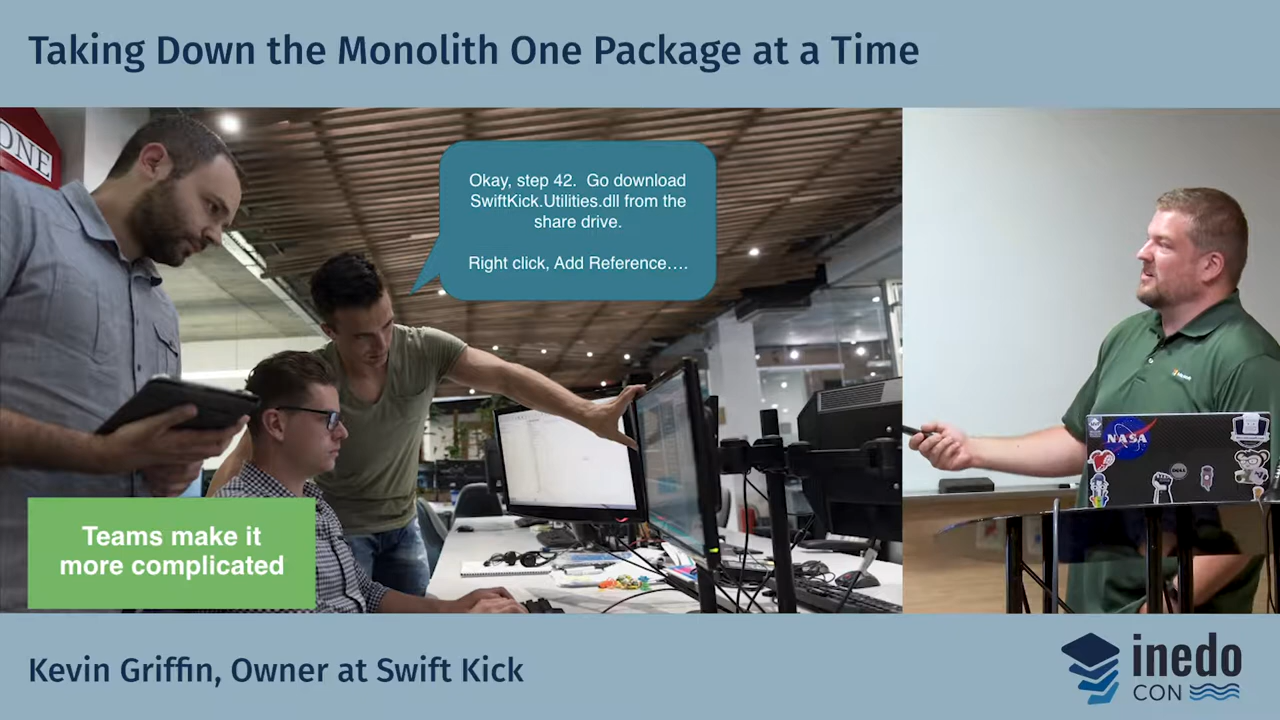 Taking Down the Monolith One Package at a Time
ONE
Okay, step 42.  Go download
SwiftKick.Utilities.dll from the
share drive.
Right click, Add Reference….
NASA
DELL
Teams make it
more complicated
Kevin Griffin, Owner at Swift Kick
inedo
CON